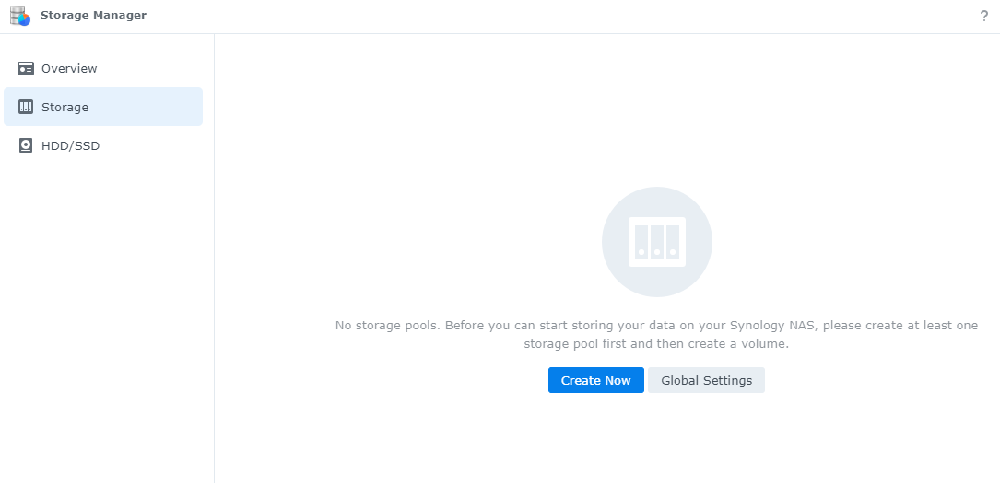 Storage Manager
?
Overview
Storage
HDD/SSD
No storage pools. Before you can start storing your data on your Synology NAS, please create at least one
storage pool first and then create a volume.
Create Now
Global Settings